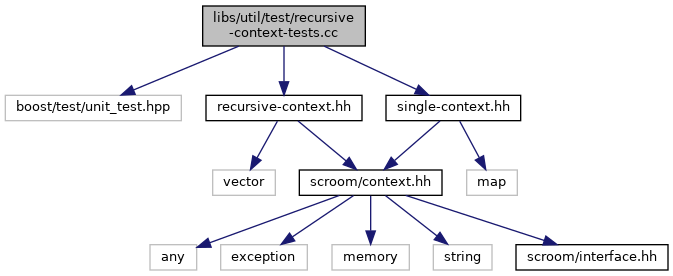 libs/util/test/recursive
-context-tests.cc
boost/test/unit_test.hpp
recursive-context.hh
single-context.hh
vector
scroom/context.hh
map
any
exception
memory
string
scroom/interface.hh